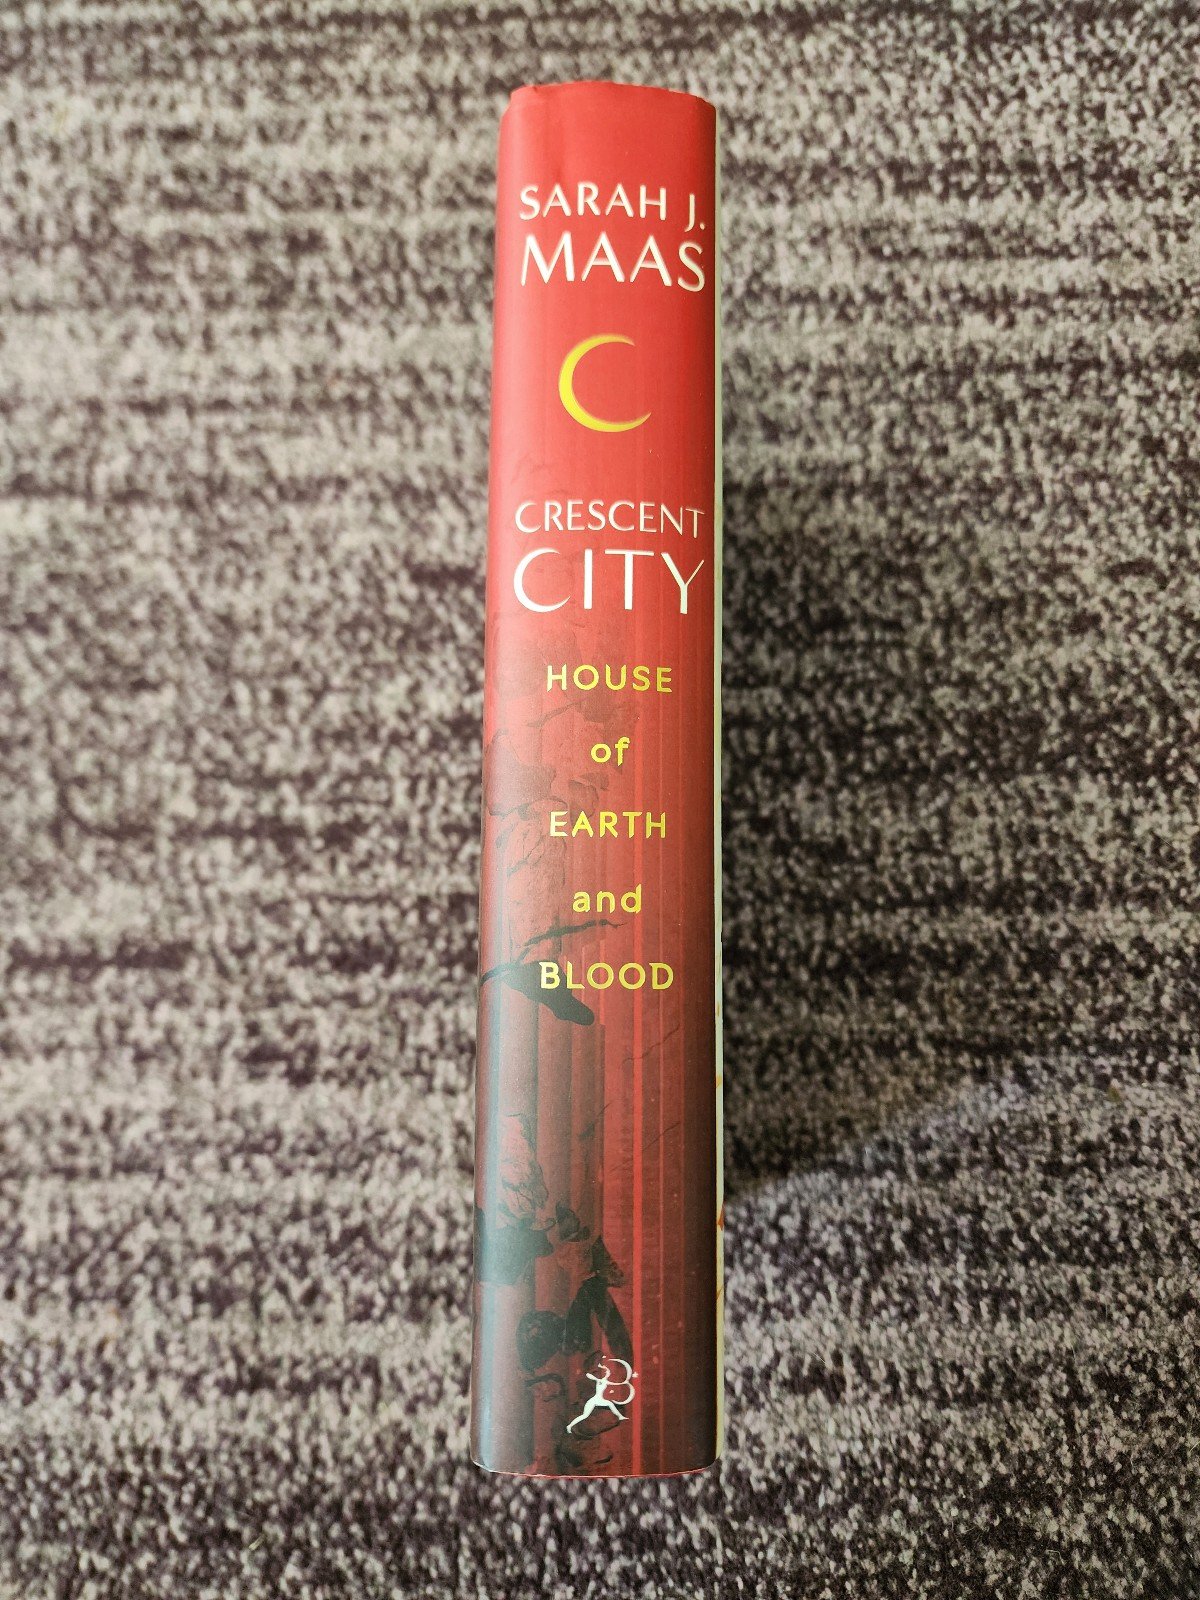 SARAH J.
MAAS
CRESCENT
CITY
HOUSE
of
EARTH
and
BLOOD